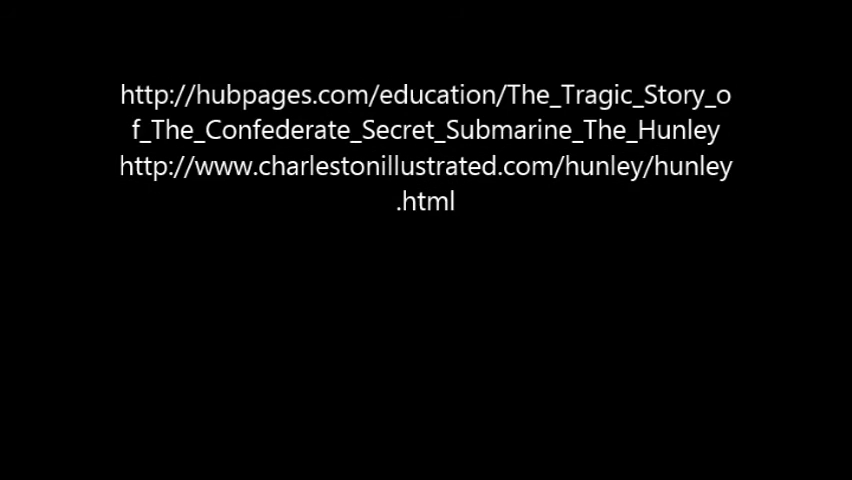 http://hubpages.com/education/The_Tragic_Story_o
f_The_Confederate_Secret_Submarine_The_Hunley
http://www.charlestonillustrated.com/hunley/hunley
.html